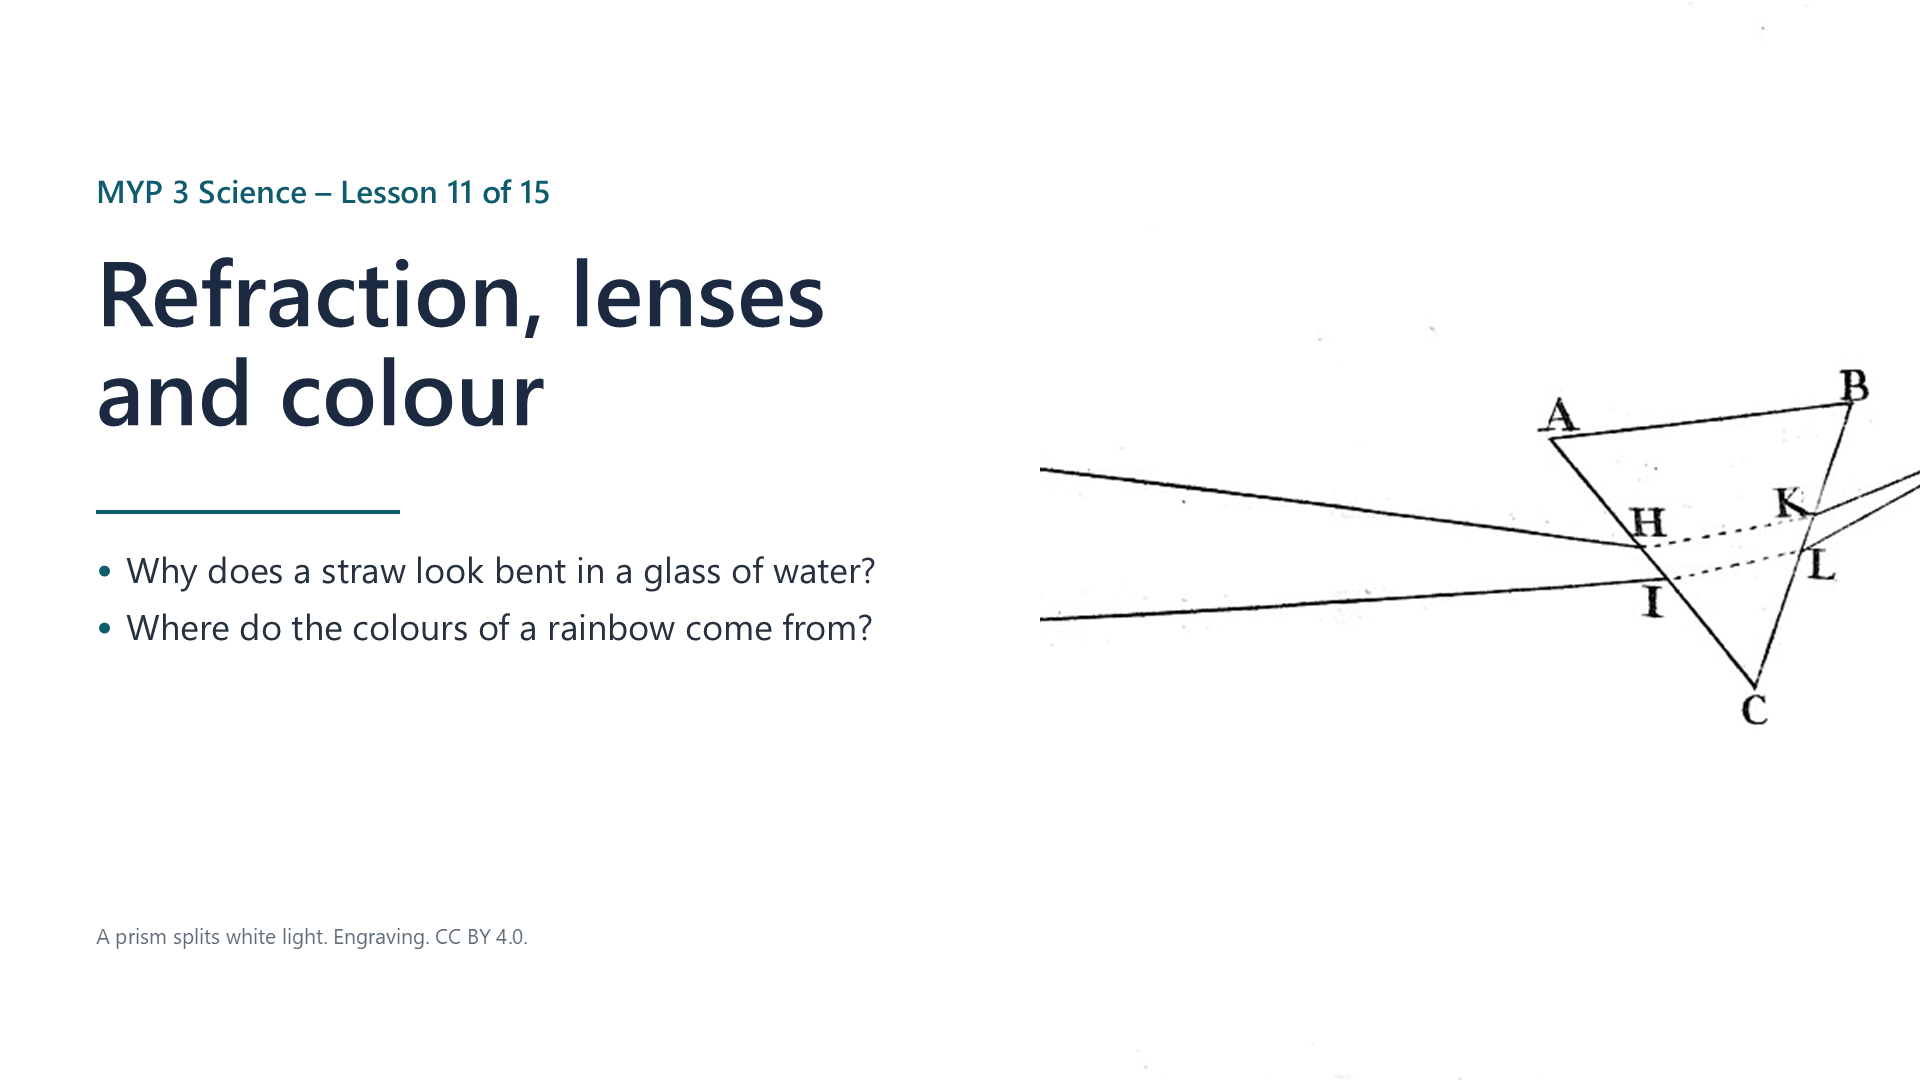 MYP 3 Science – Lesson 11 of 15
Refraction, lenses
and colour
• Why does a straw look bent in a glass of water?
• Where do the colours of a rainbow come from?
A prism splits white light. Engraving. CC BY 4.0.
A
B
H
K
I
L
C